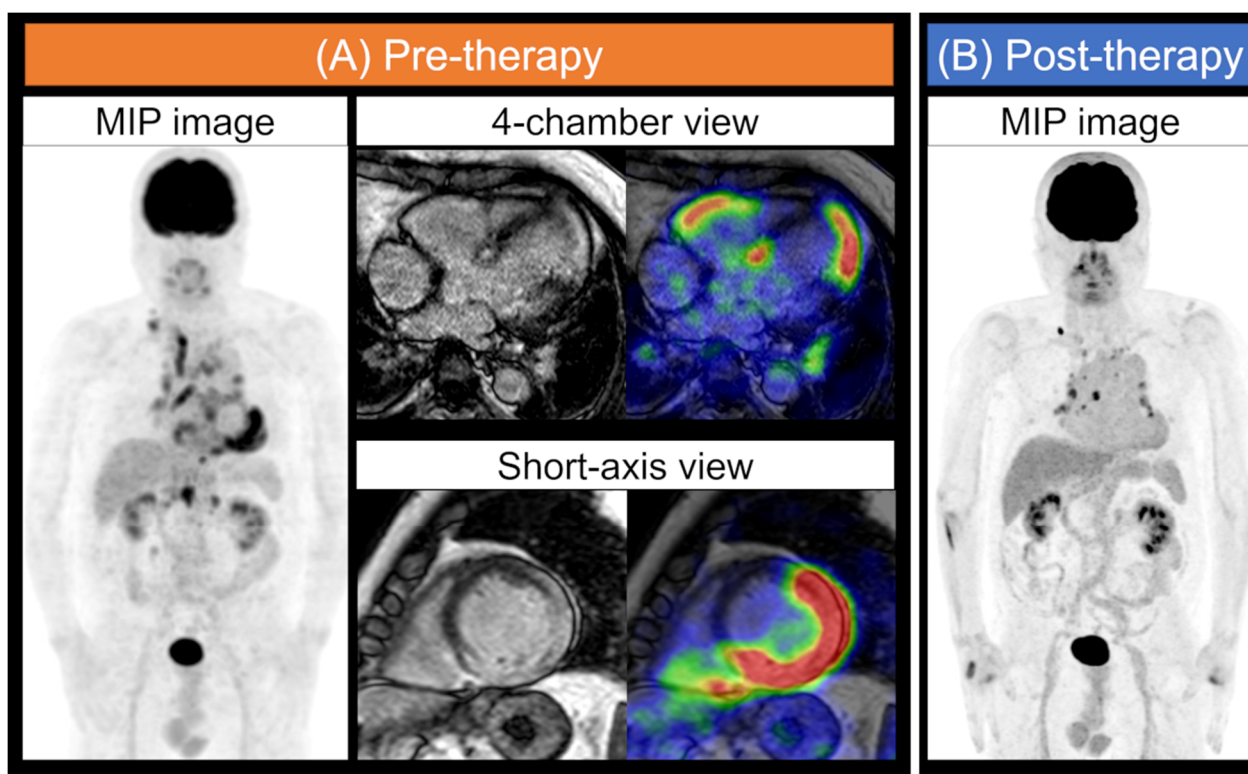 (A) Pre-therapy
MIP image
4-chamber view
Short-axis view
(B) Post-therapy
MIP image